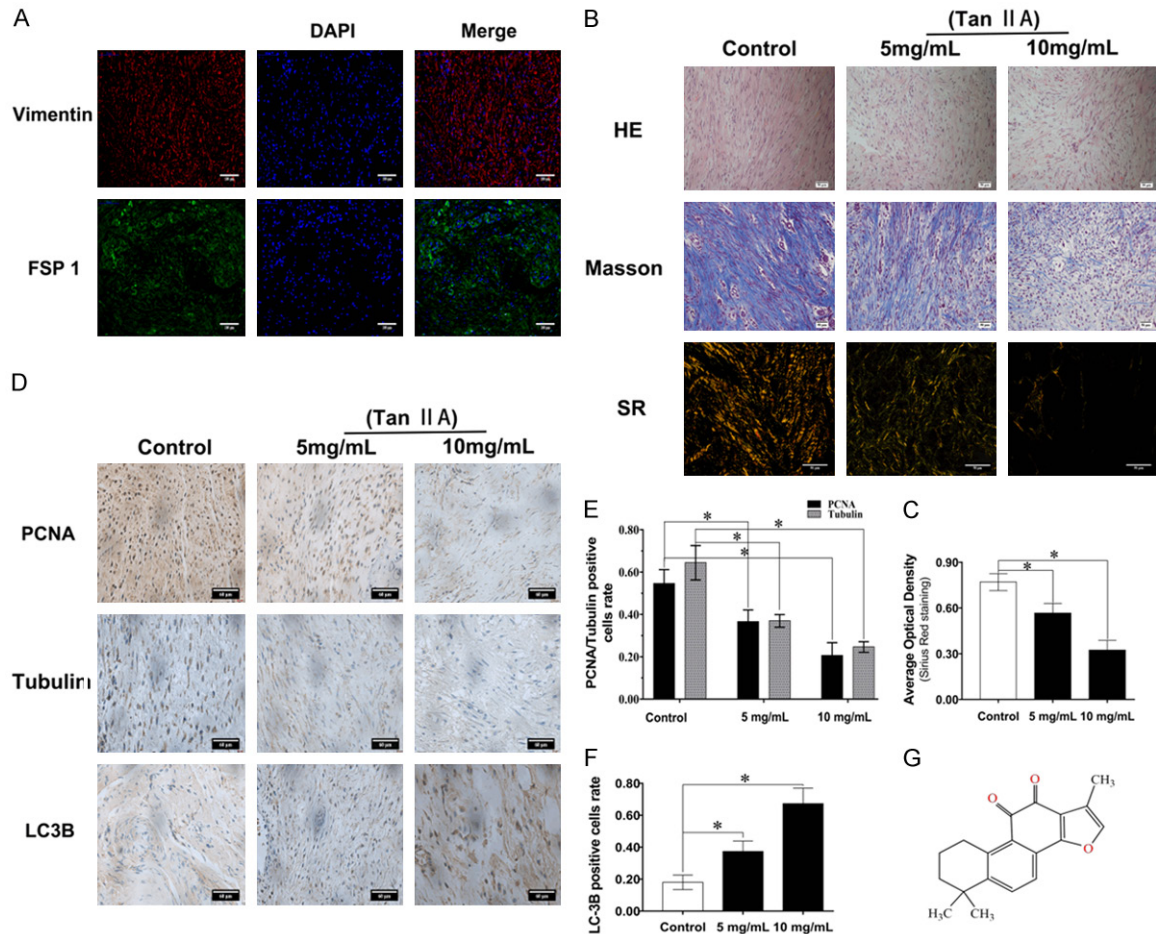 A
DAPI Merge
Vimentin
FSP 1
B
(Tan ⅡA)
Control 5mg/mL 10mg/mL
HE
Masson
SR
D
(Tan ⅡA)
Control 5mg/mL 10mg/mL
PCNA
Tubulin
LC3B
E
PCNA
Tubulin
PCNA/Tubulin positive
cells rate
0.80
0.60
0.40
0.20
0.00
* * * *
Control 5 mg/mL 10 mg/mL
C
Average Optical Density
(Sirius Red staining)
0.90
0.60
0.30
0.00
* *
Control 5 mg/mL 10 mg/mL
F
LC-3B positive cells rate
0.80
0.60
0.40
0.20
0.00
* *
Control 5 mg/mL 10 mg/mL
G
O O CH₃
O
H₃C CH₃